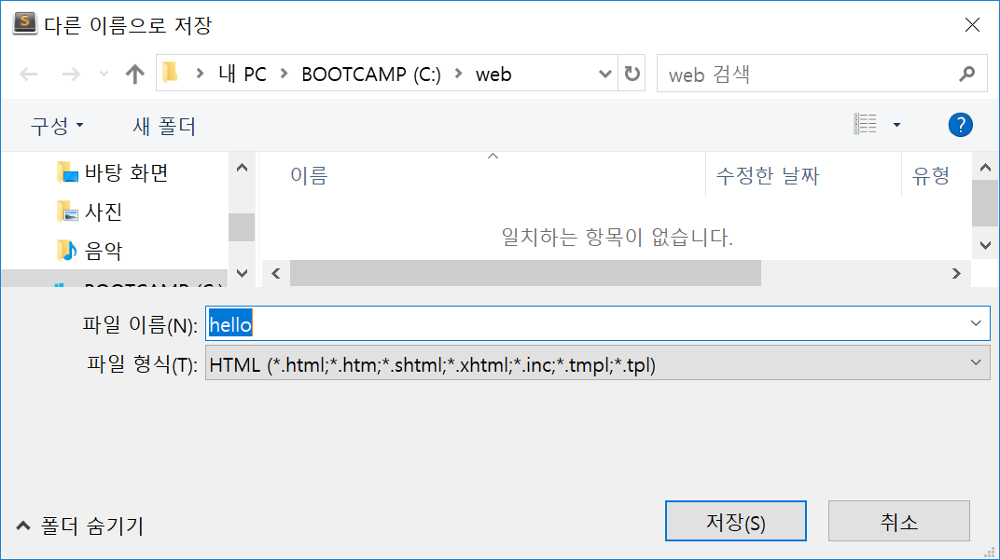 다른 이름으로 저장
내 PC > BOOTCAMP (C:) > web
web 검색
구성
새 폴더
?
바탕 화면
사진
음악
BOOTCAMP (C:)
이름 수정한 날짜 유형
일치하는 항목이 없습니다.
파일 이름(N): hello
파일 형식(T): HTML (*.html;*.htm;*.shtml;*.xhtml;*.inc;*.tmpl;*.tpl)
폴더 숨기기
저장(S)
취소